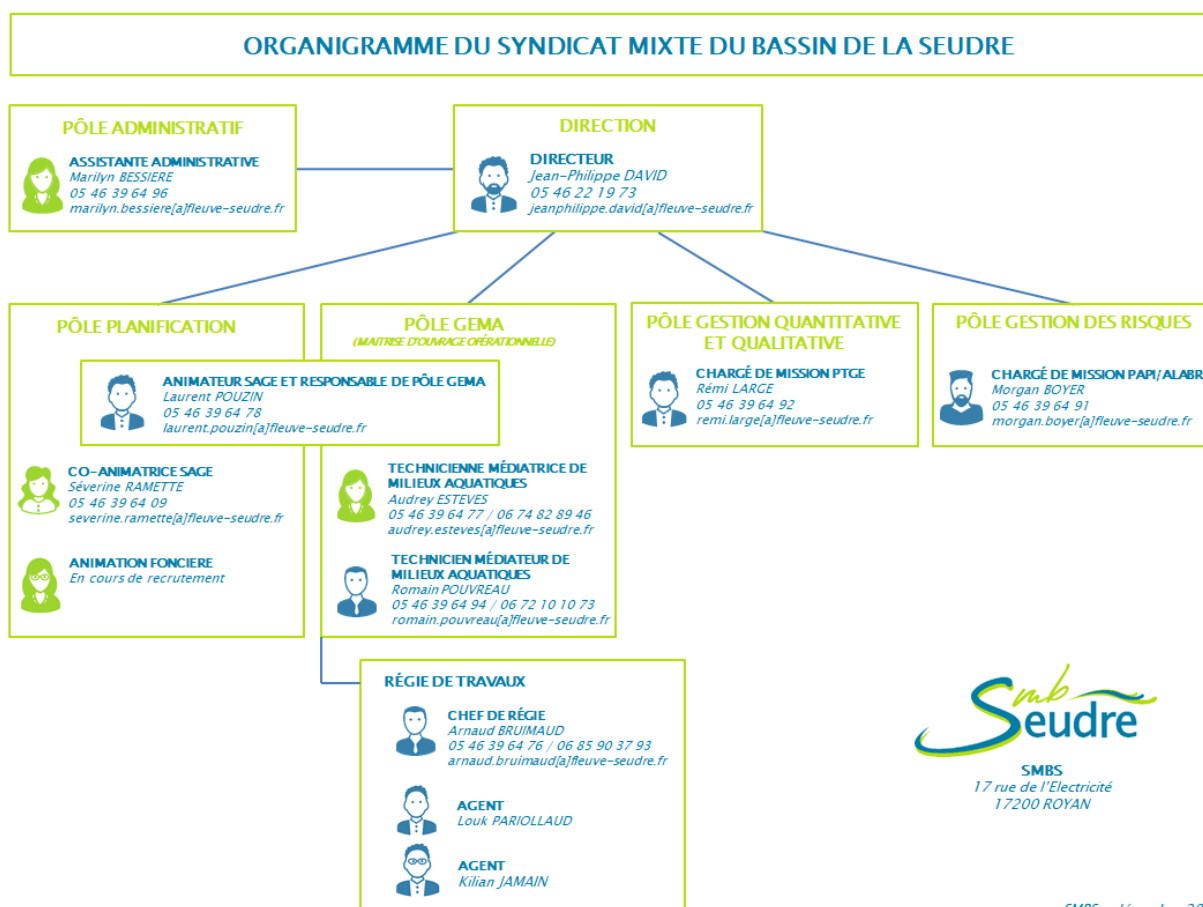 ORGANIGRAMME DU SYNDICAT MIXTE DU BASSIN DE LA SEUDRE
PÔLE ADMINISTRATIF
ASSISTANTE ADMINISTRATIVE
Marilyn BESSIERE
05 46 39 64 96
marilyn.bessiere[a]fleuve-seudre.fr
DIRECTION
DIRECTEUR
Jean-Philippe DAVID
05 46 22 19 73
jeanphilippe.david[a]fleuve-seudre.fr
PÔLE PLANIFICATION
PÔLE GEMA
(MAITRISE D'OUVRAGE OPÉRATIONNELLE)
ANIMATEUR SAGE ET RESPONSABLE DE PÔLE GEMA
Laurent POUZIN
05 46 39 64 78
laurent.pouzin[a]fleuve-seudre.fr
CO-ANIMATRICE SAGE
Séverine RAMETTE
05 46 39 64 09
severine.ramette[a]fleuve-seudre.fr
ANIMATION FONCIERE
En cours de recrutement
TECHNICIENNE MÉDIATRICE DE
MILIEUX AQUATIQUES
Audrey ESTEVES
05 46 39 64 77 / 06 74 82 89 46
audrey.esteves[a]fleuve-seudre.fr
TECHNICIEN MÉDIATEUR DE
MILIEUX AQUATIQUES
Romain POUVREAU
05 46 39 64 94 / 06 72 10 10 73
romain.pouvreau[a]fleuve-seudre.fr
PÔLE GESTION QUANTITATIVE
ET QUALITATIVE
CHARGÉ DE MISSION PTGE
Rémi LARGE
05 46 39 64 92
remi.large[a]fleuve-seudre.fr
PÔLE GESTION DES RISQUES
CHARGÉ DE MISSION PAPI/ALABR
Morgan BOYER
05 46 39 64 91
morgan.boyer[a]fleuve-seudre.fr
RÉGIE DE TRAVAUX
CHEF DE RÉGIE
Arnaud BRUIMAUD
05 46 39 64 76 / 06 85 90 37 93
arnaud.bruimaud[a]fleuve-seudre.fr
AGENT
Louk PARIOLLAUD
AGENT
Kilian JAMAIN
smb
Seudre
SMBS
17 rue de l'Electricité
17200 ROYAN